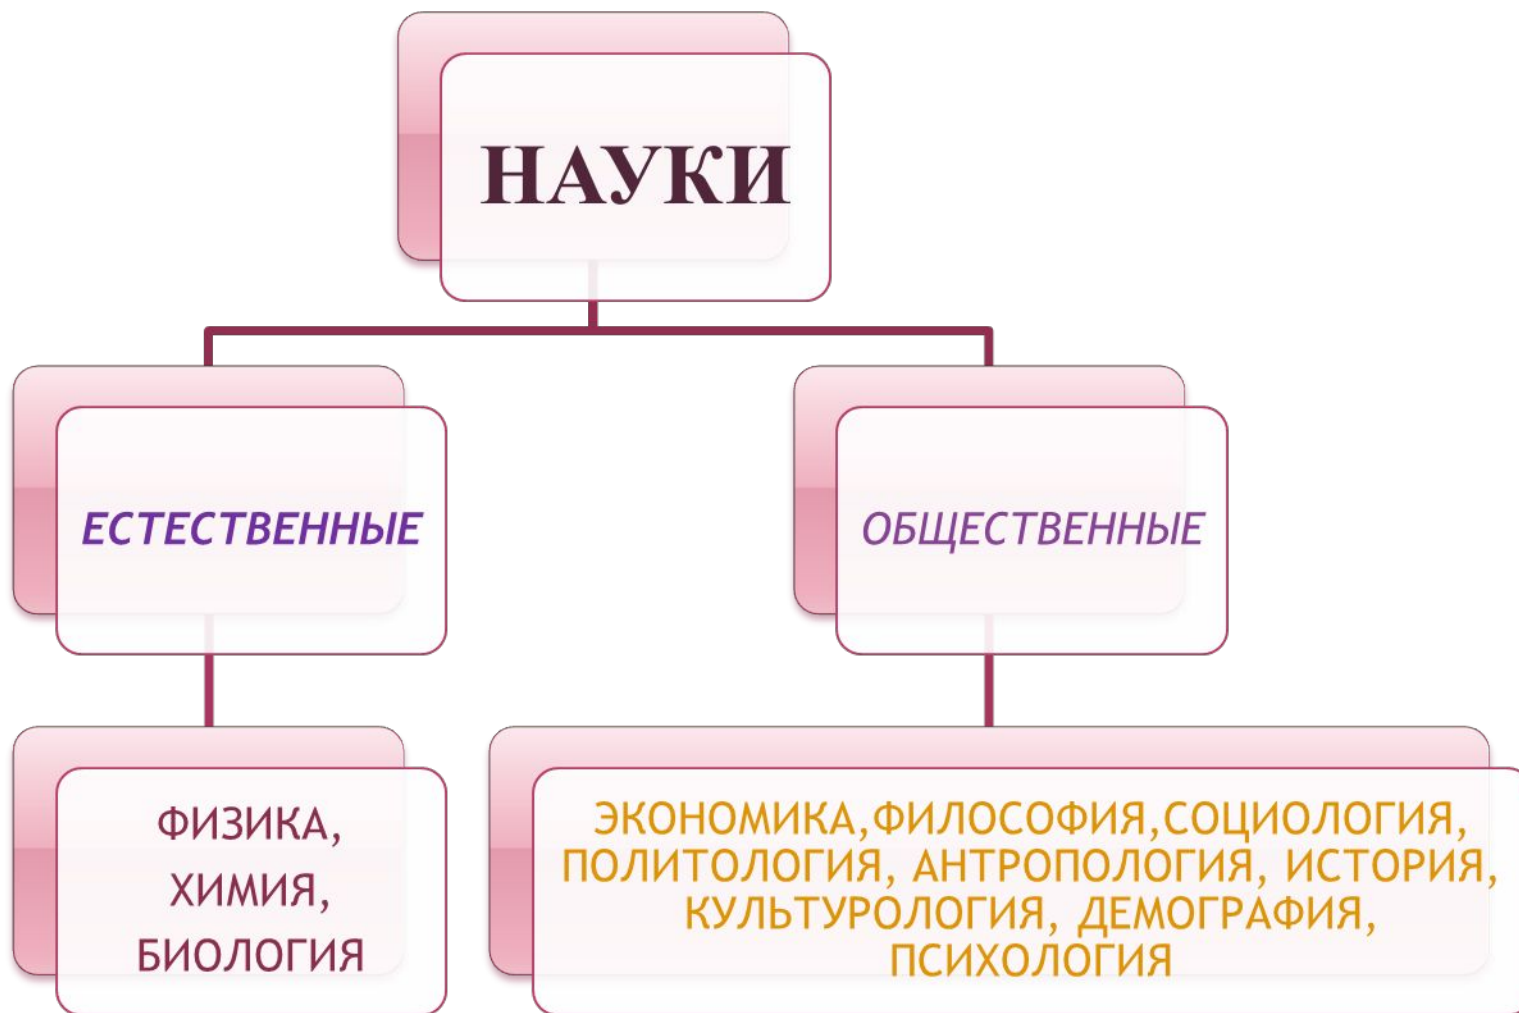 НАУКИ
ЕСТЕСТВЕННЫЕ
ОБЩЕСТВЕННЫЕ
ФИЗИКА,
ХИМИЯ,
БИОЛОГИЯ
ЭКОНОМИКА,ФИЛОСОФИЯ,СОЦИОЛОГИЯ,
ПОЛИТОЛОГИЯ, АНТРОПОЛОГИЯ, ИСТОРИЯ,
КУЛЬТУРОЛОГИЯ, ДЕМОГРАФИЯ,
ПСИХОЛОГИЯ